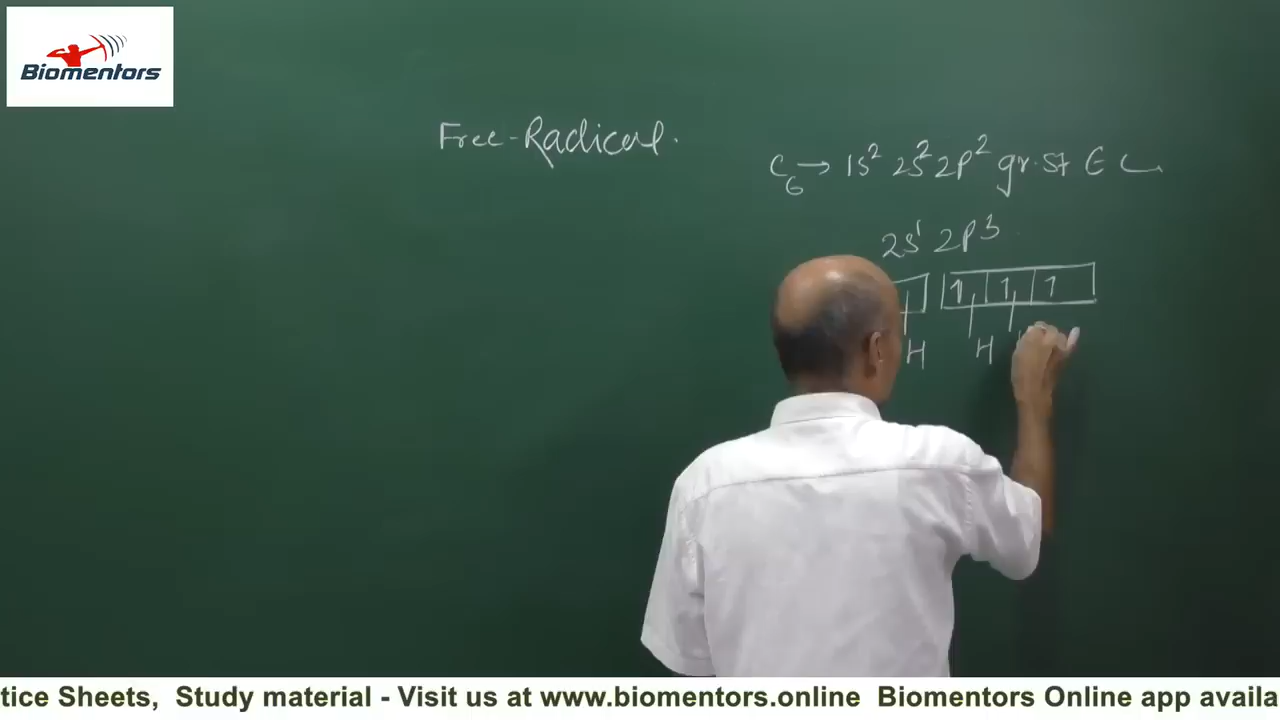 Biomentors
Free-Radical.
C6 → 1s² 2s² 2p² gr. st E C
2s¹ 2p³
1 1 1
H H
tice Sheets, Study material - Visit us at www.biomentors.online Biomentors Online app availa